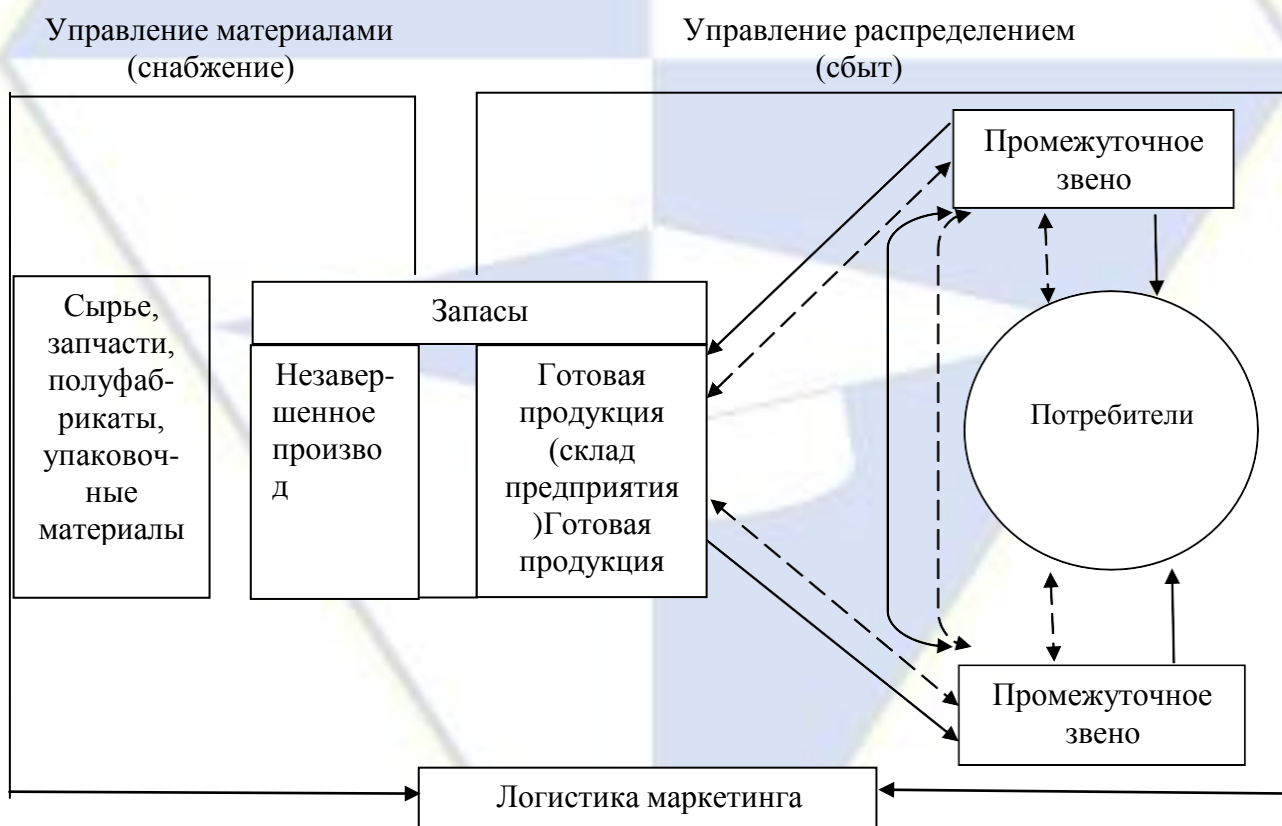 Управление материалами
(снабжение)
Управление распределением
(сбыт)
Промежуточное
звено
Сырье,
запчасти,
полуфаб-
рикаты,
упаковоч-
ные
материалы
Запасы
Незавер-
шенное
произво
д
Готовая
продукция
(склад
предприятия
)Готовая
продукция
Потребители
Промежуточное
звено
Логистика маркетинга